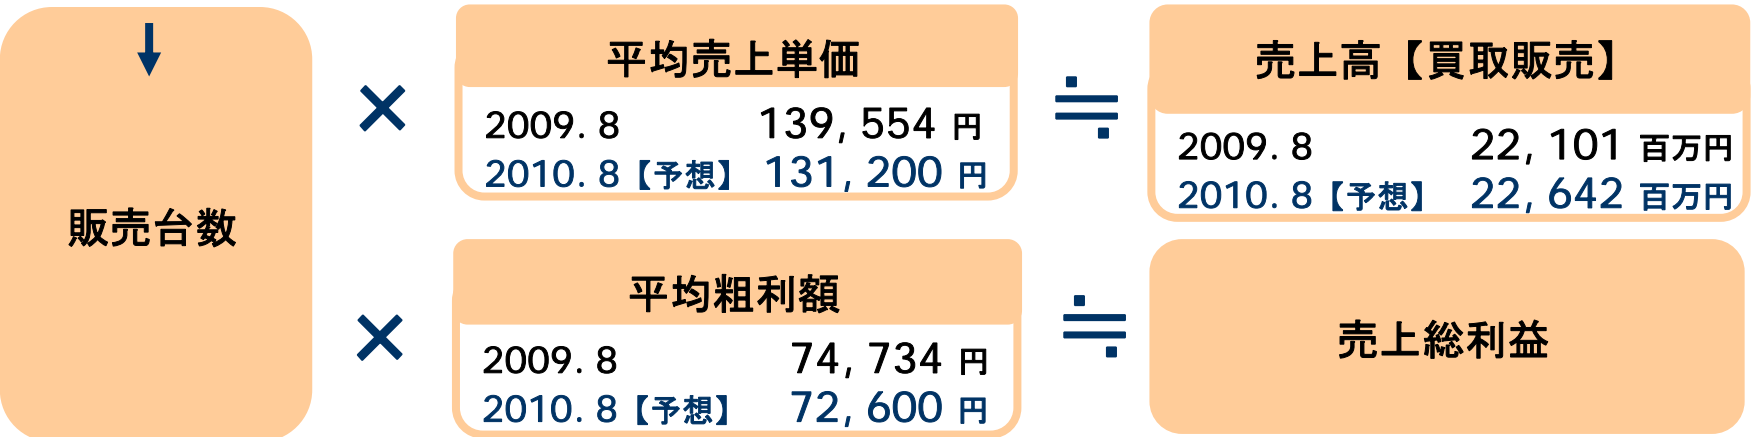 販売台数
×
平均売上単価
2009. 8 139, 554 円
2010. 8【予想】 131, 200 円
≒
売上高【買取販売】
2009. 8 22, 101 百万円
2010. 8【予想】 22, 642 百万円
×
平均粗利額
2009. 8 74, 734 円
2010. 8【予想】 72, 600 円
≒
売上総利益